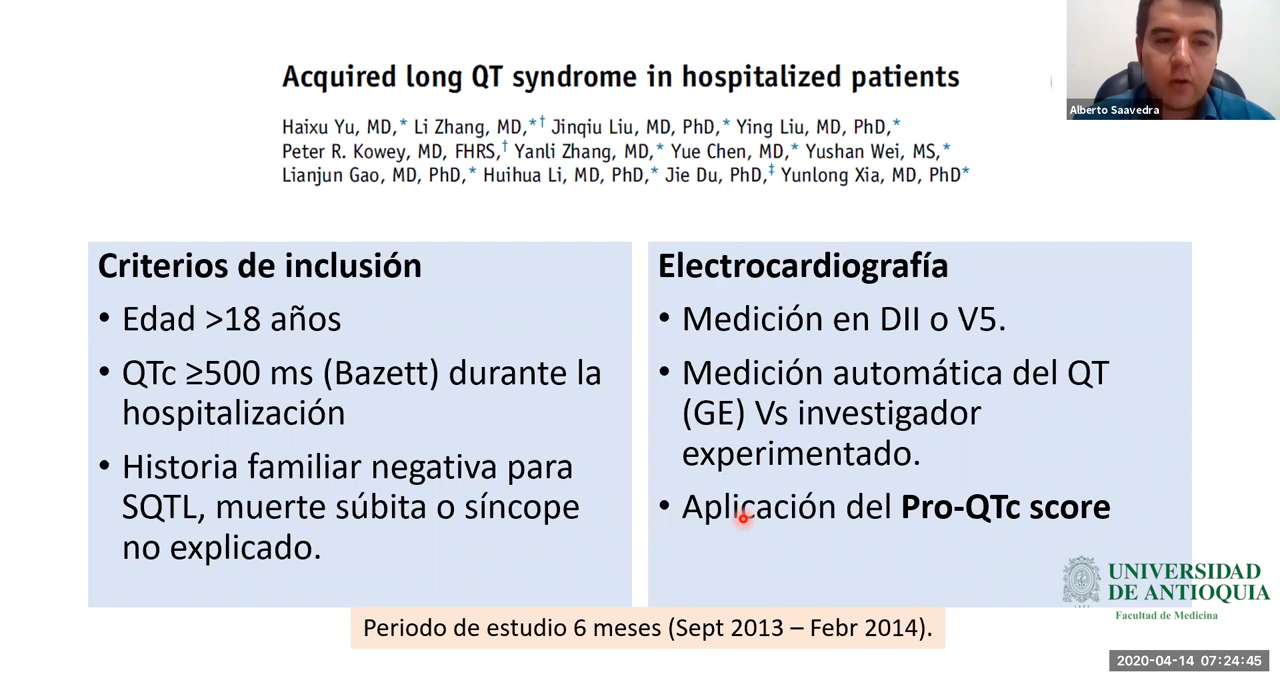 Acquired long QT syndrome in hospitalized patients
Haixu Yu, MD,* Li Zhang, MD,*† Jinqiu Liu, MD, PhD,* Ying Liu, MD, PhD,*
Peter R. Kowey, MD, FHRS,† Yanli Zhang, MD,* Yue Chen, MD,* Yushan Wei, MS,*
Lianjun Gao, MD, PhD,* Huihua Li, MD, PhD,* Jie Du, PhD,‡ Yunlong Xia, MD, PhD*
Alberto Saavedra
Criterios de inclusión
• Edad >18 años
• QTc ≥500 ms (Bazett) durante la
hospitalización
• Historia familiar negativa para
SQTL, muerte súbita o síncope
no explicado.
Electrocardiografía
• Medición en DII o V5.
• Medición automática del QT
(GE) Vs investigador
experimentado.
• Aplicación del Pro-QTc score
UNIVERSIDAD
DE ANTIOQUIA
Facultad de Medicina
Periodo de estudio 6 meses (Sept 2013 – Febr 2014).
2020-04-14 07:24:45